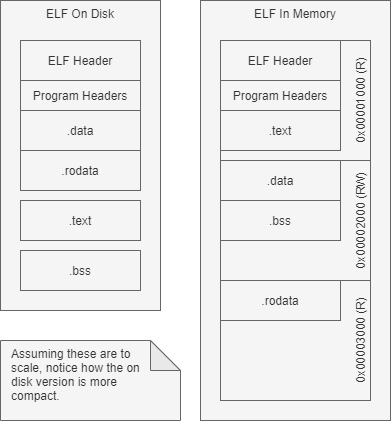 ELF On Disk
ELF Header
Program Headers
.data
.rodata
.text
.bss
Assuming these are to
scale, notice how the on
disk version is more
compact.
ELF In Memory
ELF Header
Program Headers
.text
0x00001000 (R)
.data
.bss
0x00002000 (RW)
.rodata
0x00003000 (R)